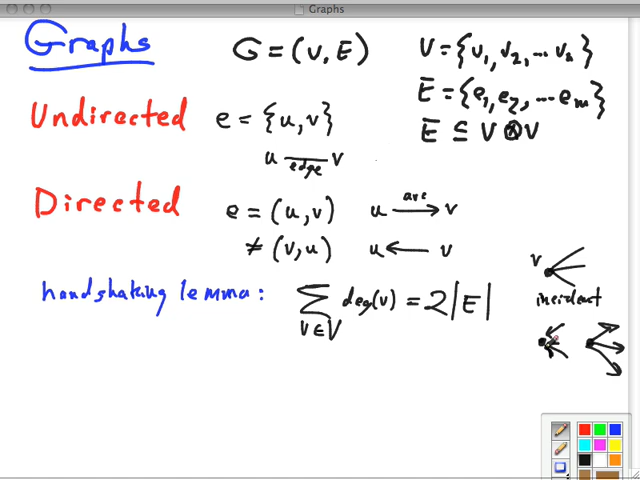 Graphs
Graphs G = (V, E) V = {v₁, v₂, ... vₙ}
E = {e₁, e₂, ... eₘ}
E ⊆ V ⊗ V
Undirected e = {u, v}
u edge v
Directed e = (u, v) u arc → v
≠ (v, u) u ← v
handshaking lemma: ∑ deg(v) = 2|E|
v∈V
v
incident